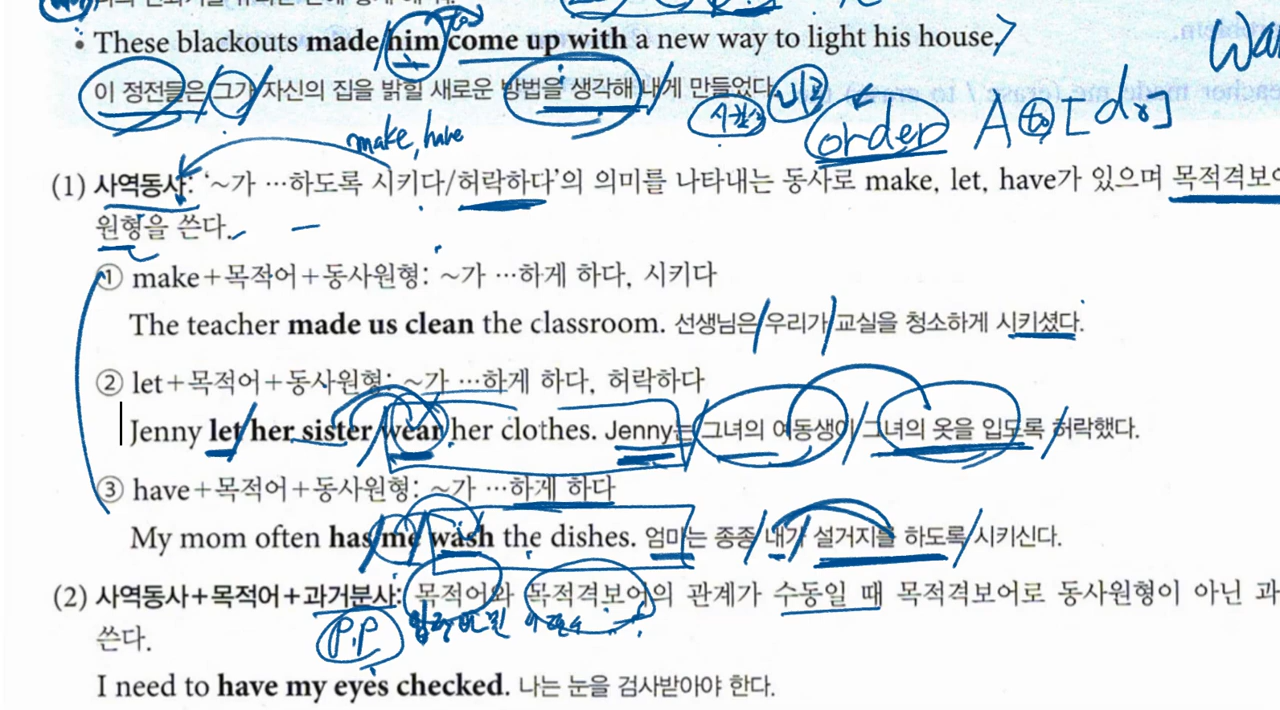 • These blackouts made him come up with a new way to light his house.
이 정전들은 그가 자신의 집을 밝힐 새로운 방법을 생각해 내게 만들었다.
order A to [do]
make, have
(1) 사역동사: '~가 …하도록 시키다/허락하다'의 의미를 나타내는 동사로 make, let, have가 있으며 목적격보어
원형을 쓴다.
① make+목적어+동사원형: ~가 …하게 하다, 시키다
The teacher made us clean the classroom. 선생님은 우리가 교실을 청소하게 시키셨다.
② let+목적어+동사원형: ~가 …하게 하다, 허락하다
Jenny let her sister wear her clothes. Jenny는 그녀의 여동생이 그녀의 옷을 입도록 허락했다.
③ have+목적어+동사원형: ~가 …하게 하다
My mom often has me wash the dishes. 엄마는 종종 내가 설거지를 하도록 시키신다.
(2) 사역동사+목적어+과거분사: 목적어와 목적격보어의 관계가 수동일 때 목적격보어로 동사원형이 아닌 과
p.p
쓴다.
I need to have my eyes checked. 나는 눈을 검사받아야 한다.